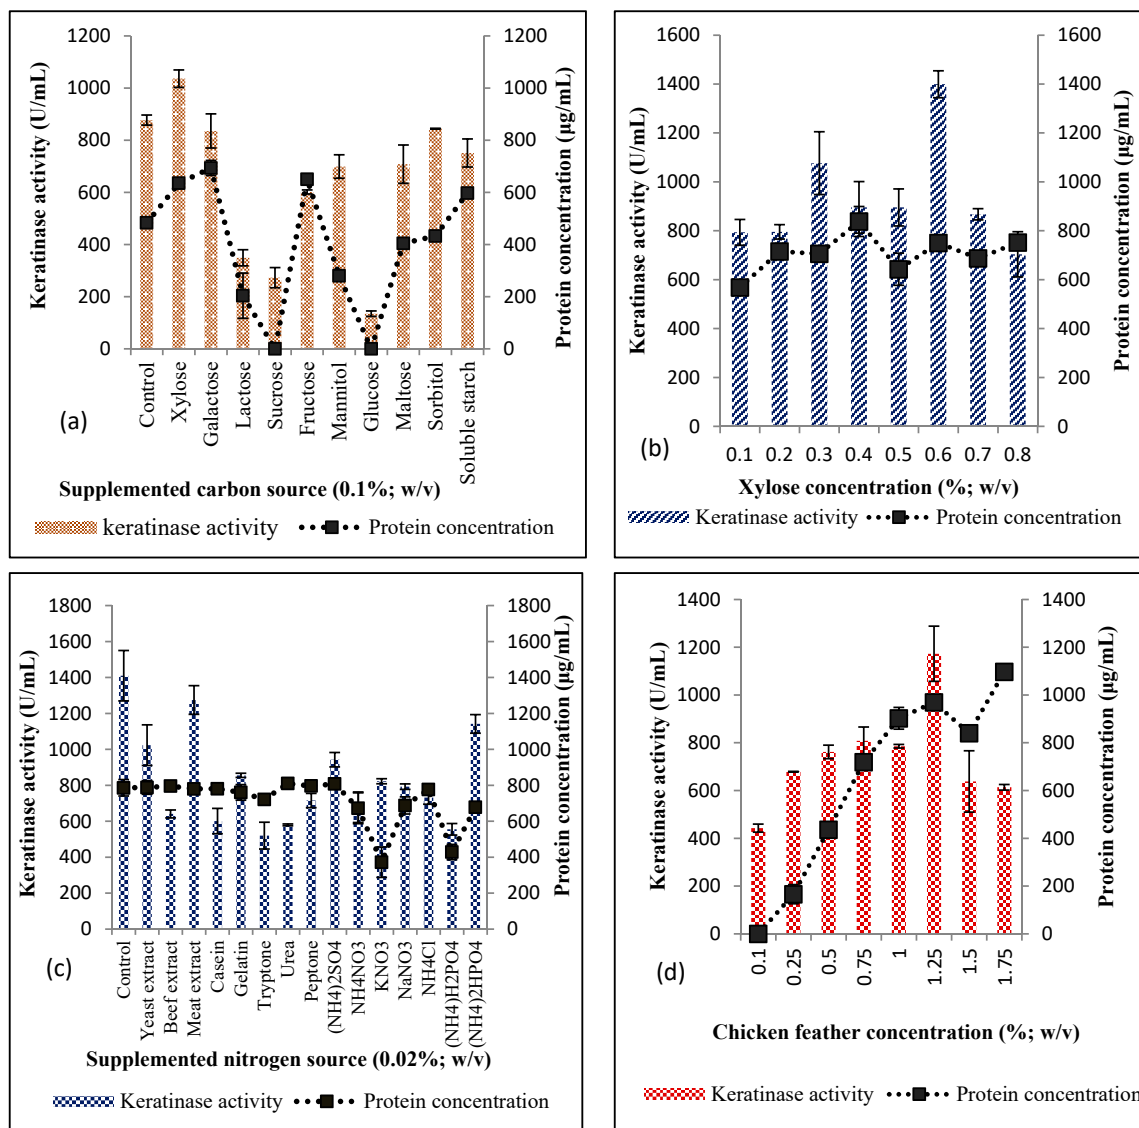 Keratinase activity (U/mL)
1200
1000
800
600
400
200
0
1200
1000
800
600
400
200
0
Protein concentration (µg/mL)
Control
Xylose
Galactose
Lactose
Sucrose
Fructose
Mannitol
Glucose
Maltose
Sorbitol
Soluble starch
(a)
Supplemented carbon source (0.1%; w/v)
keratinase activity
Protein concentration
Keratinase activity (U/mL)
1600
1400
1200
1000
800
600
400
200
0
1600
1400
1200
1000
800
600
400
200
0
Protein concentration (µg/mL)
0.1 0.2 0.3 0.4 0.5 0.6 0.7 0.8
(b)
Xylose concentration (%; w/v)
Keratinase activity
Protein concentration
Keratinase activity (U/mL)
1800
1600
1400
1200
1000
800
600
400
200
0
1800
1600
1400
1200
1000
800
600
400
200
0
Protein concentration (µg/mL)
Control
Yeast extract
Beef extract
Meat extract
Casein
Gelatin
Tryptone
Urea
Peptone
(NH4)2SO4
NH4NO3
KNO3
NaNO3
NH4Cl
(NH4)H2PO4
(NH4)2HPO4
(c)
Supplemented nitrogen source (0.02%; w/v)
Keratinase activity
Protein concentration
Keratinase activity (U/mL)
1400
1200
1000
800
600
400
200
0
1400
1200
1000
800
600
400
200
0
Protein concentration (µg/mL)
0.1
0.25
0.5
0.75
1
1.25
1.5
1.75
(d)
Chicken feather concentration (%; w/v)
Keratinase activity
Protein concentration